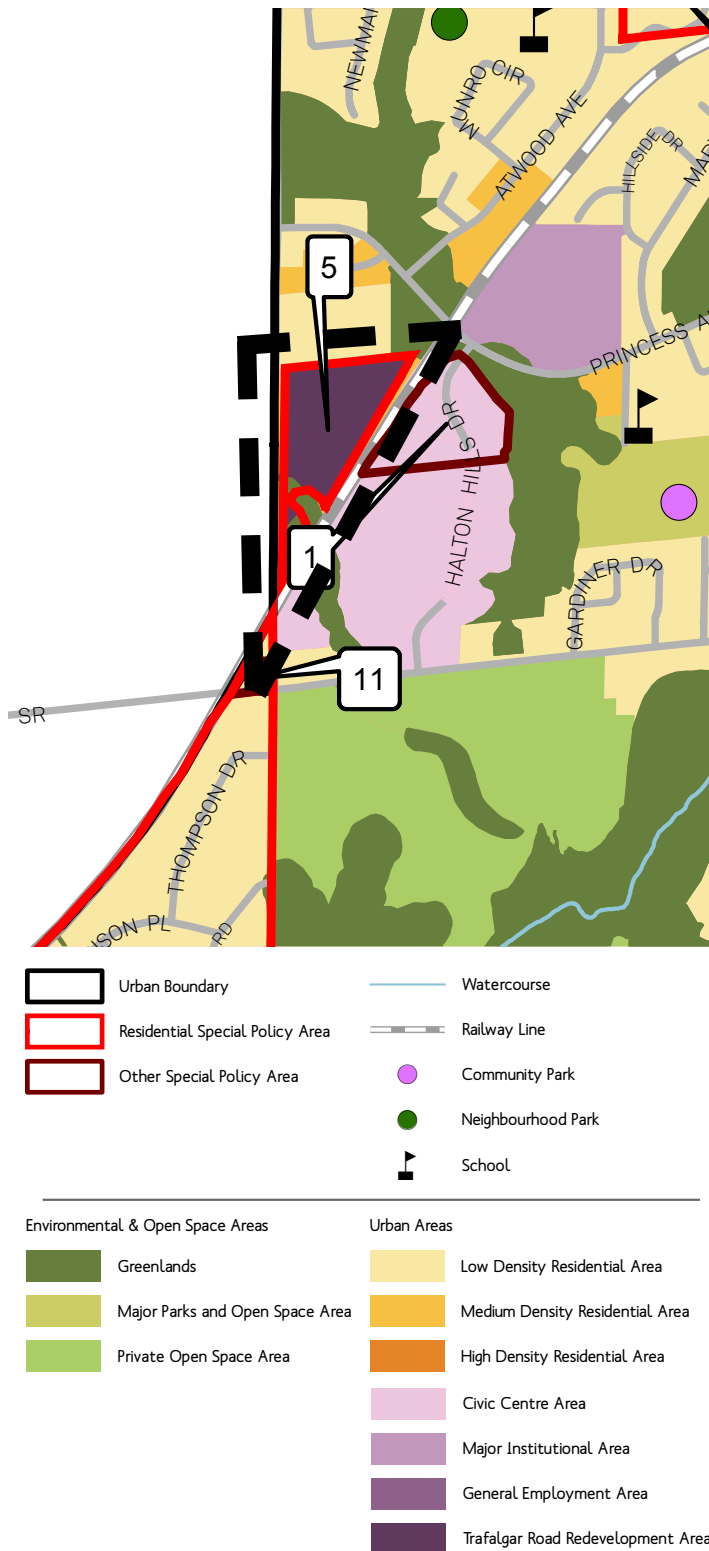 NEWMA
UNRO CIR
M
ATWOOD AVE
HILLSIDE DR
MAR
5
PRINCESS A
HALTON HILLS DR
1
GARDINER DR
11
SR
THOMPSON DR
SON PL
RD
Urban Boundary
Watercourse
Residential Special Policy Area
Railway Line
Other Special Policy Area
Community Park
Neighbourhood Park
School
Environmental & Open Space Areas
Urban Areas
Greenlands
Low Density Residential Area
Major Parks and Open Space Area
Medium Density Residential Area
Private Open Space Area
High Density Residential Area
Civic Centre Area
Major Institutional Area
General Employment Area
Trafalgar Road Redevelopment Area